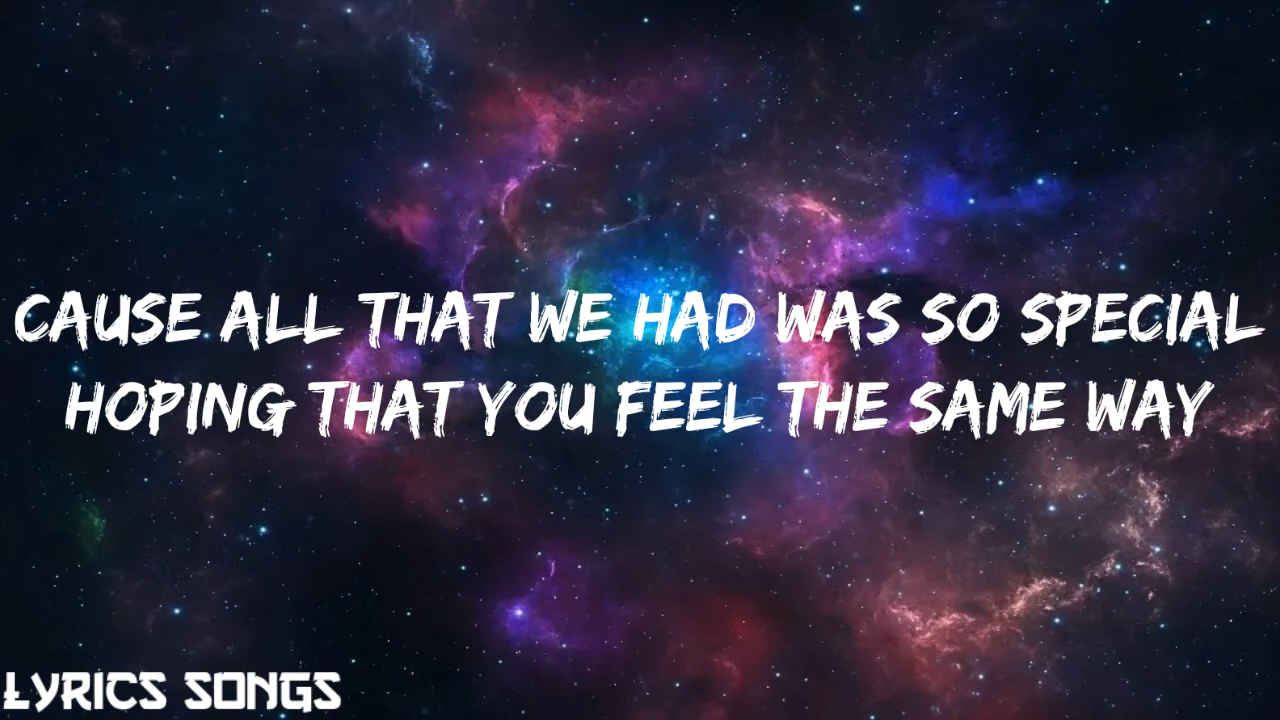 CAUSE ALL THAT WE HAD WAS SO SPECIAL
HOPING THAT YOU FEEL THE SAME WAY
LYRICS SONGS